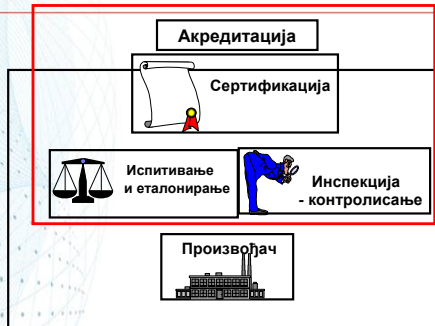 Акредитација
Сертификација
Испитивање
и еталонирање
Инспекција
- контролисање
Произвођач